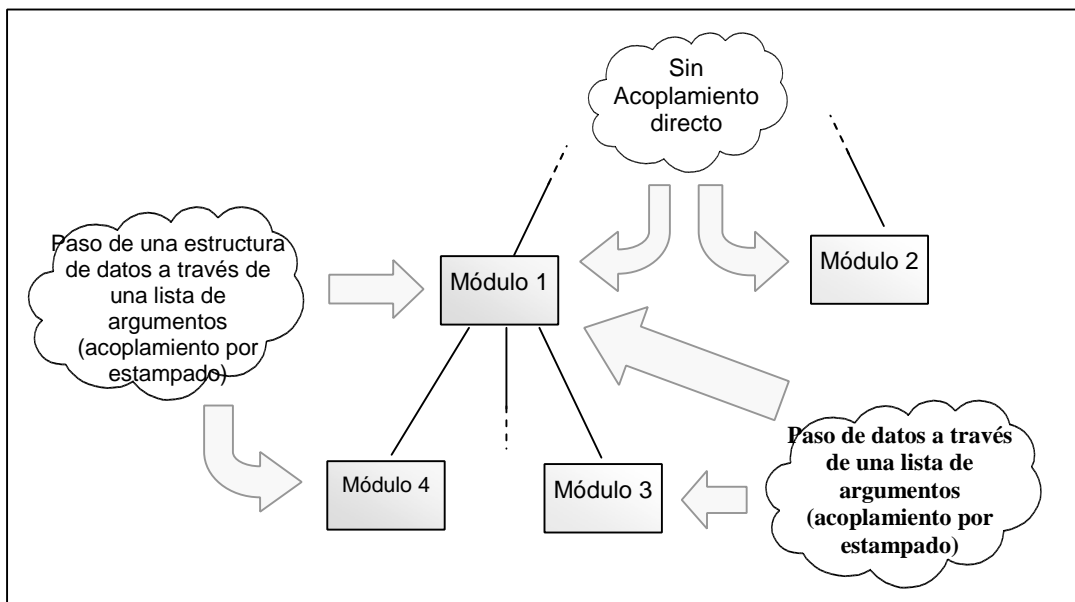 Sin
Acoplamiento
directo
Paso de una estructura
de datos a través de
una lista de
argumentos
(acoplamiento por
estampado)
Módulo 1
Módulo 2
Módulo 4
Módulo 3
Paso de datos a través
de una lista de
argumentos
(acoplamiento por
estampado)